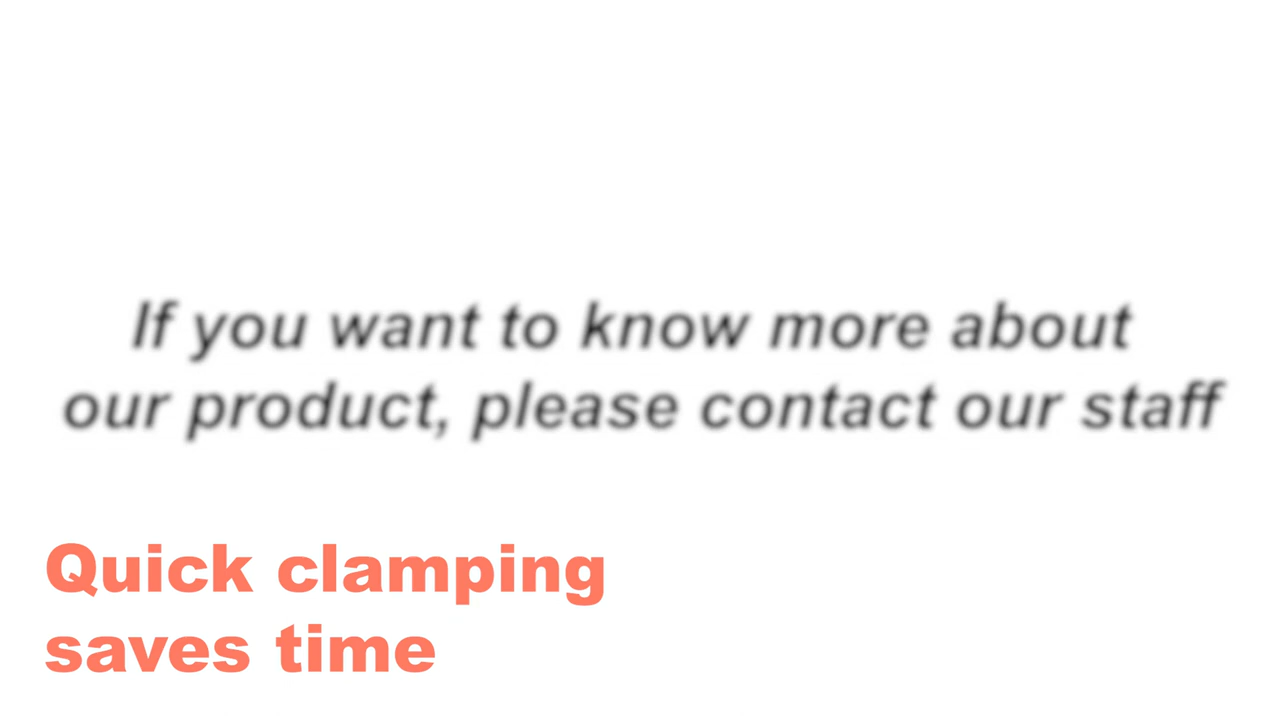 If you want to know more about
our product, please contact our staff
Quick clamping
saves time